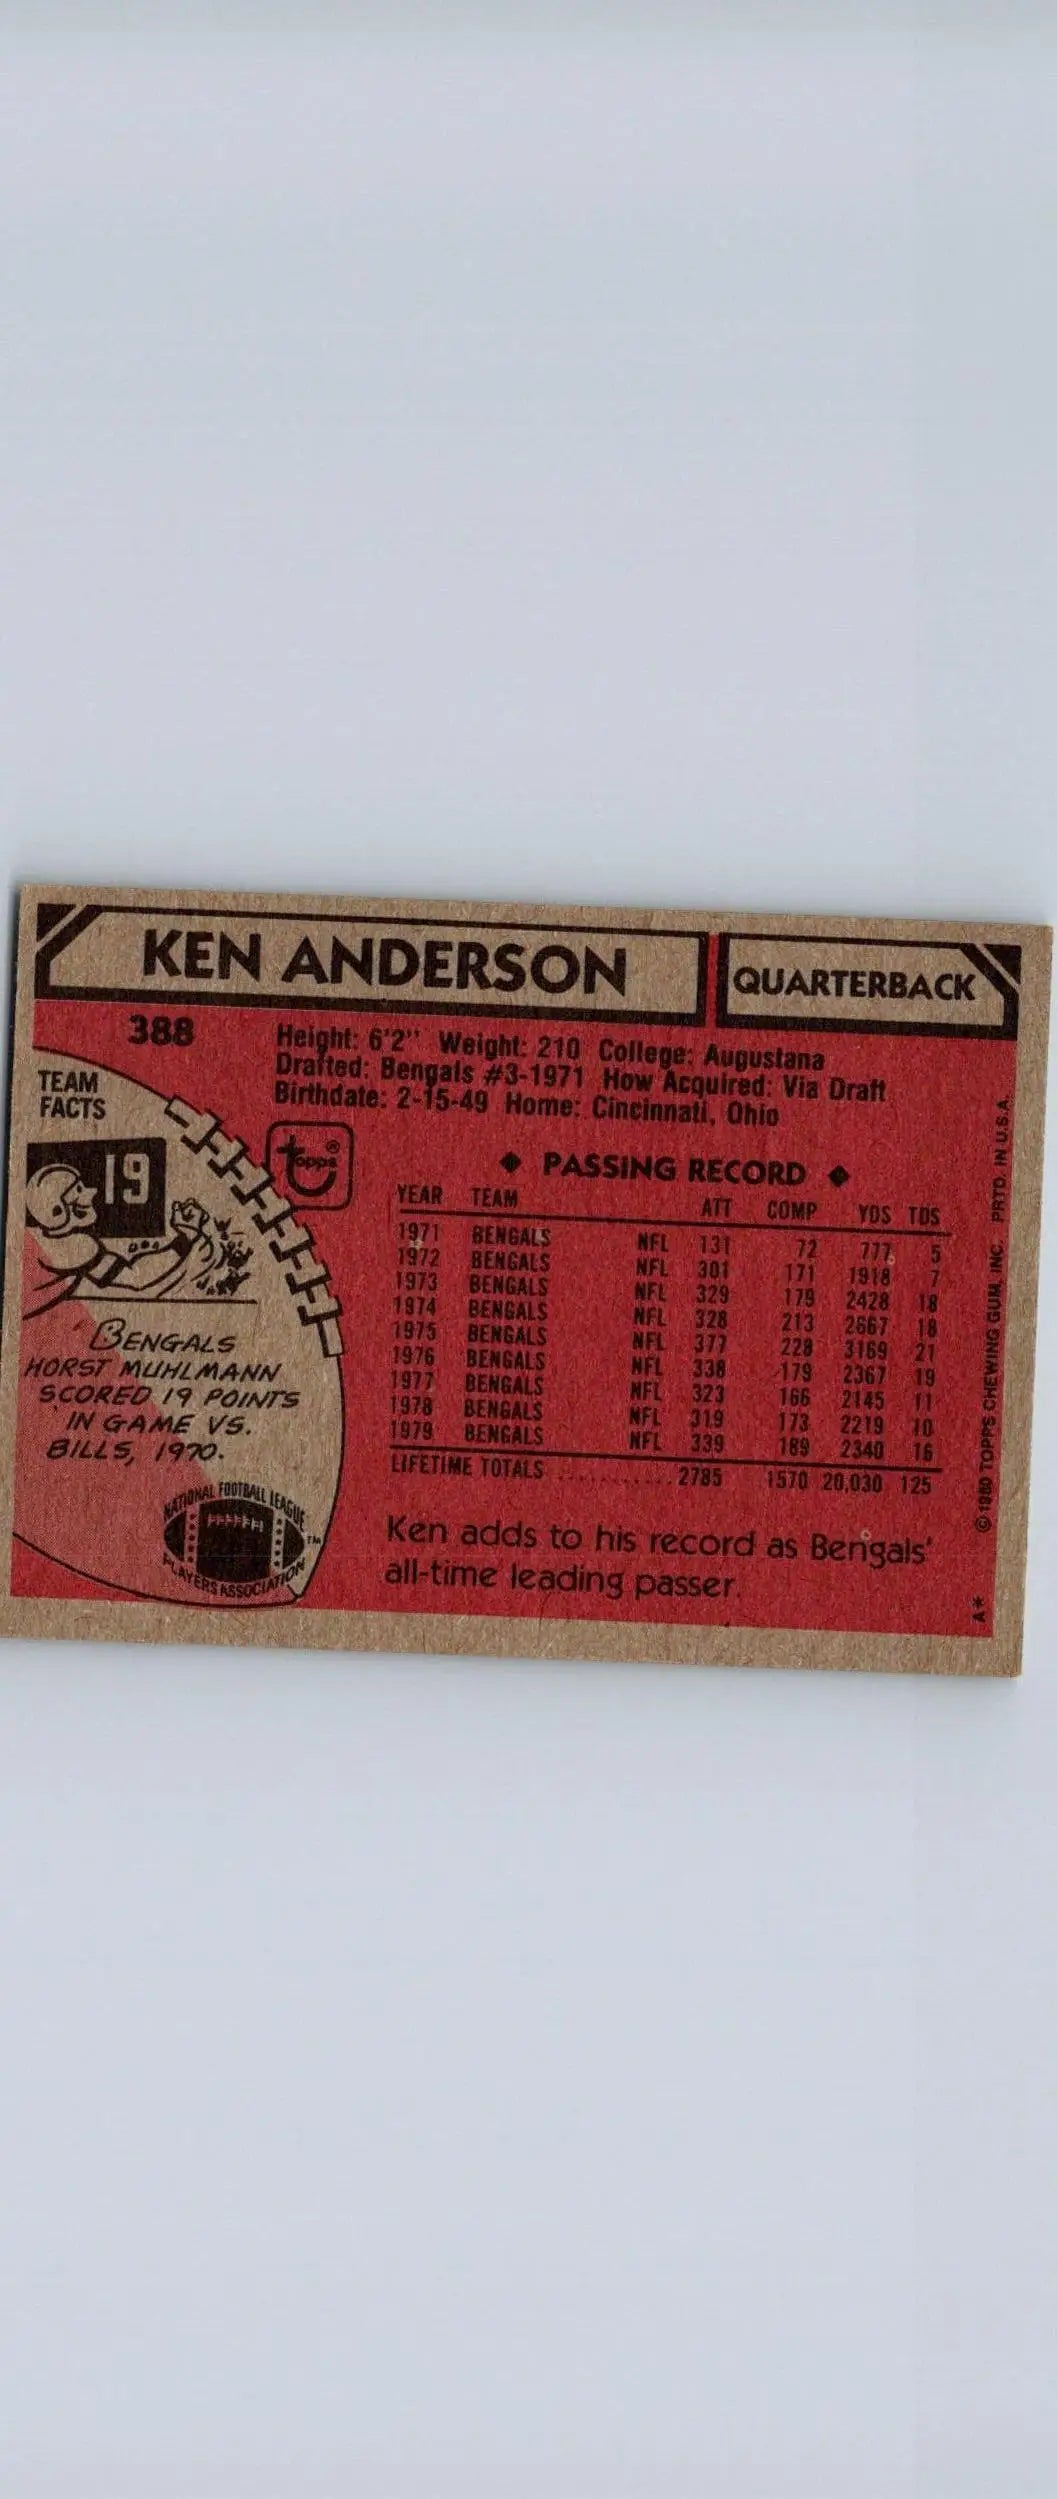 KEN ANDERSON
QUARTERBACK
388
Height: 6'2" Weight: 210 College: Augustana
Drafted: Bengals #3-1971 How Acquired: Via Draft
Birthdate: 2-15-49 Home: Cincinnati, Ohio
TEAM
FACTS
19
BENGALS
HORST MUHLMANN
SCORED 19 POINTS
IN GAME VS.
BILLS, 1970.
NATIONAL FOOTBALL LEAGUE
PLAYERS ASSOCIATION
TM
topps®
◆ PASSING RECORD ◆
YEAR TEAM ATT COMP YDS TDS
1971 BENGALS NFL 131 72 777 5
1972 BENGALS NFL 301 171 1918 7
1973 BENGALS NFL 329 179 2428 18
1974 BENGALS NFL 328 213 2667 18
1975 BENGALS NFL 377 228 3169 21
1976 BENGALS NFL 338 179 2367 19
1977 BENGALS NFL 323 166 2145 11
1978 BENGALS NFL 319 173 2219 10
1979 BENGALS NFL 339 189 2340 16
LIFETIME TOTALS ............ 2785 1570 20,030 125
Ken adds to his record as Bengals'
all-time leading passer.
© 1980 TOPPS CHEWING GUM, INC. PRTD. IN U.S.A.
A*